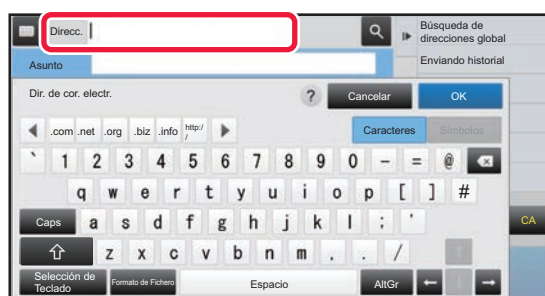 Direcc.
Búsqueda de
direcciones global
Asunto
Enviando historial
Dir. de cor. electr.
?
Cancelar
OK
.com .net .org .biz .info http:/
/
Caracteres
Símbolos
` 1 2 3 4 5 6 7 8 9 0 - = @
q w e r t y u i o p [ ] #
Caps a s d f g h j k l ; '
CA
z x c v b n m . . /
Selección de
Teclado
Formato de Fichero
Espacio
AltGr